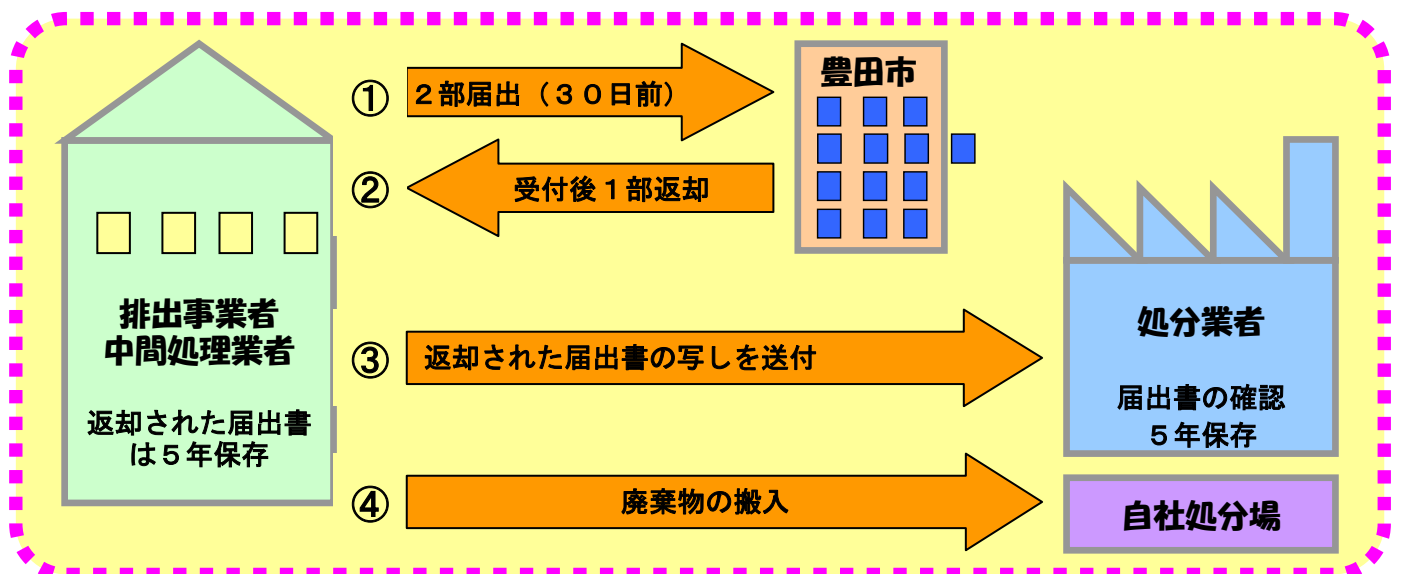 ①
２部届出（３０日前）
豊田市
②
受付後１部返却
排出事業者
中間処理業者
返却された届出書
は５年保存
③
返却された届出書の写しを送付
処分業者
届出書の確認
５年保存
④
廃棄物の搬入
自社処分場